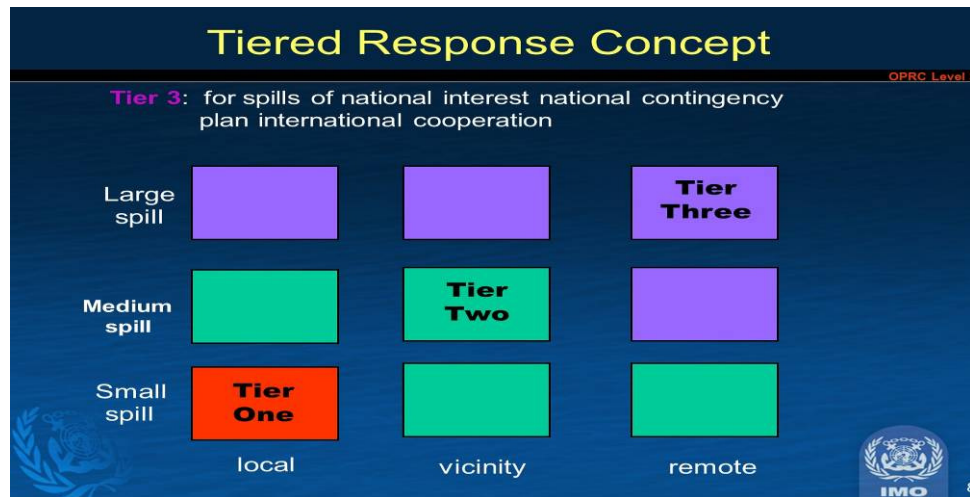 Tiered Response Concept
OPRC Level
Tier 3: for spills of national interest national contingency
plan international cooperation
Large
spill
Tier
Three
Medium
spill
Tier
Two
Small
spill
Tier
One
local
vicinity
remote
IMO